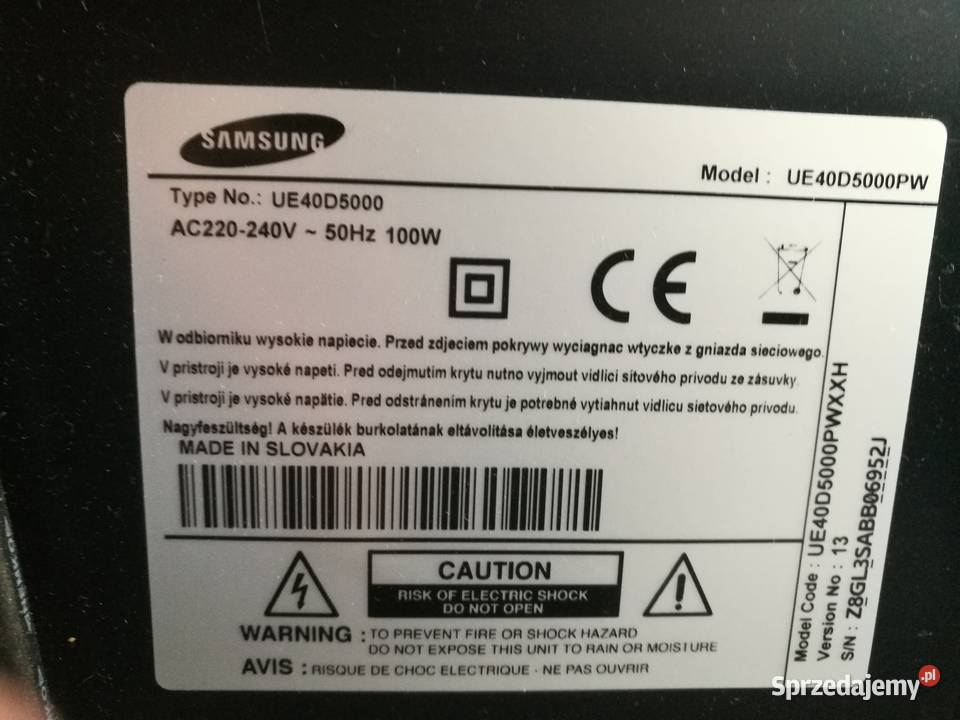 SAMSUNG
Model : UE40D5000PW
Type No.: UE40D5000
AC220-240V ~ 50Hz 100W
CE
W odbiorniku wysokie napiecie. Przed zdjeciem pokrywy wyciagnac wtyczke z gniazda sieciowego.
V pristroji je vysoké napeti. Pred odejmutim krytu nutno vyjmout vidlici sitového privodu ze zásuvky.
V pristroji je vysoké napätie. Pred odstránením krytu je potrebné vytiahnut vidlicu sietového privodu.
Nagyfeszültség! A készülék burkolatának eltávolítása életveszélyes!
MADE IN SLOVAKIA
Model Code : UE40D5000PWXXH
Version No : 13
S/N : Z8GL3SABB06952J
CAUTION
RISK OF ELECTRIC SHOCK
DO NOT OPEN
WARNING : TO PREVENT FIRE OR SHOCK HAZARD
DO NOT EXPOSE THIS UNIT TO RAIN OR MOISTURE
AVIS : RISQUE DE CHOC ELECTRIQUE - NE PAS OUVRIR
Sprzedajemy.pl